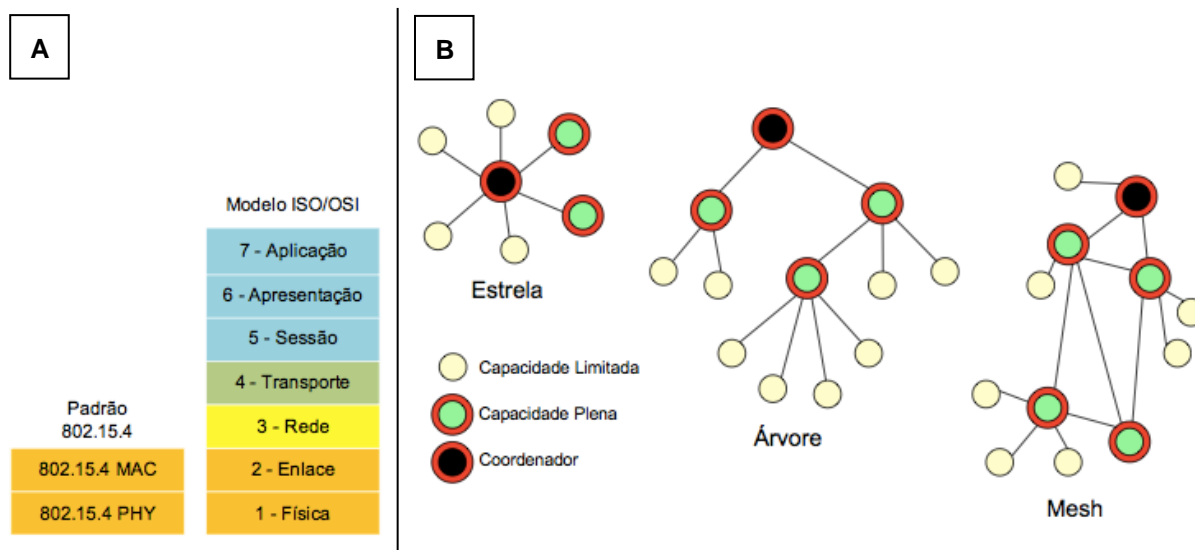 A
Modelo ISO/OSI
7 - Aplicação
6 - Apresentação
5 - Sessão
4 - Transporte
3 - Rede
2 - Enlace
1 - Física
Padrão
802.15.4
802.15.4 MAC
802.15.4 PHY
B
Estrela
Árvore
Mesh
Capacidade Limitada
Capacidade Plena
Coordenador